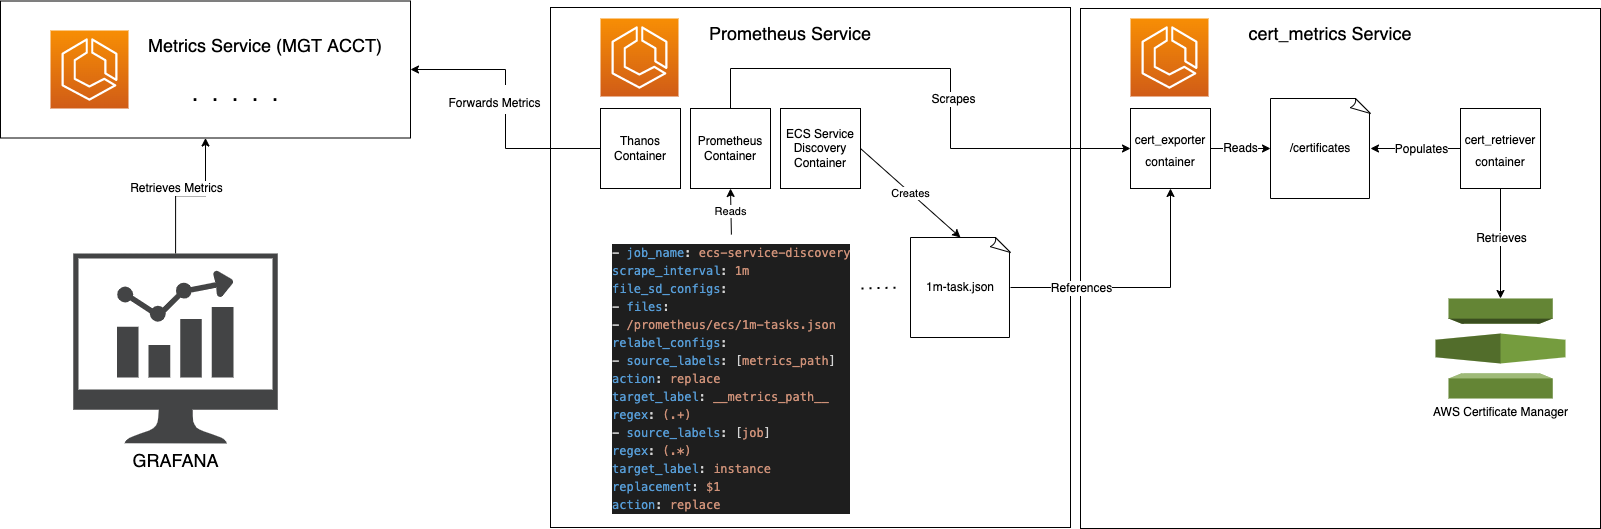 Metrics Service (MGT ACCT)
. . . . .
Retrieves Metrics
GRAFANA
Forwards Metrics
Prometheus Service
Thanos
Container
Prometheus
Container
ECS Service
Discovery
Container
Scrapes
Reads
Creates
- job_name: ecs-service-discovery
scrape_interval: 1m
file_sd_configs:
- files:
- /prometheus/ecs/1m-tasks.json
relabel_configs:
- source_labels: [metrics_path]
action: replace
target_label: __metrics_path__
regex: (.+)
- source_labels: [job]
regex: (.*)
target_label: instance
replacement: $1
action: replace
.....
1m-task.json
References
cert_metrics Service
cert_exporter
container
Reads
/certificates
Populates
cert_retriever
container
Retrieves
AWS Certificate Manager